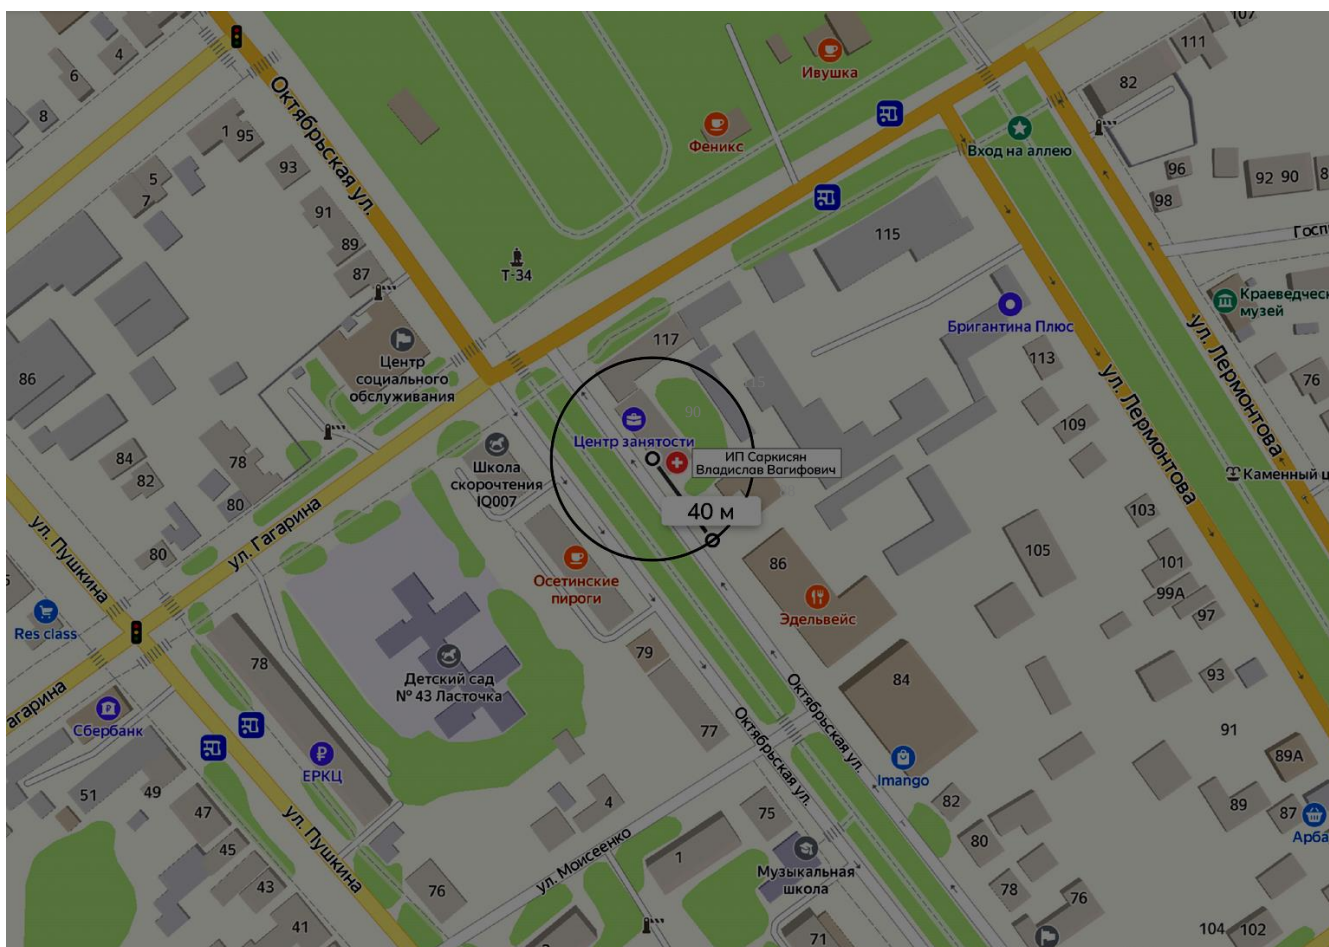 107
4
6
111
82
8
Ивушка
1
95
Октябрьская ул.
Феникс
Вход на аллею
93
5
7
96
92
90
98
91
89
87
115
Т-34
Краеведческ
музей
Бригантина Плюс
117
113
Центр
социального
обслуживания
ул. Лермонтова
ул. Лермонтова
86
76
90
Центр занятости
109
ИП Саркисян
Владислав Вагифович
84
78
82
80
Школа
скорочтения
IQ007
Каменный ц
40 м
103
ул. Пушкина
ул. Гагарина
80
105
101
99А
97
86
Осетинские
пироги
Эдельвейс
Res class
78
79
Детский сад
№ 43 Ласточка
84
93
агарина
Сбербанк
77
Октябрьская ул.
Октябрьская ул.
91
89А
ЕРКЦ
Imango
51
49
47
4
82
89
87
Арба
75
ул. Пушкина
ул. Моисеенко
45
1
80
Музыкальная
школа
43
76
78
76
41
71
104
102